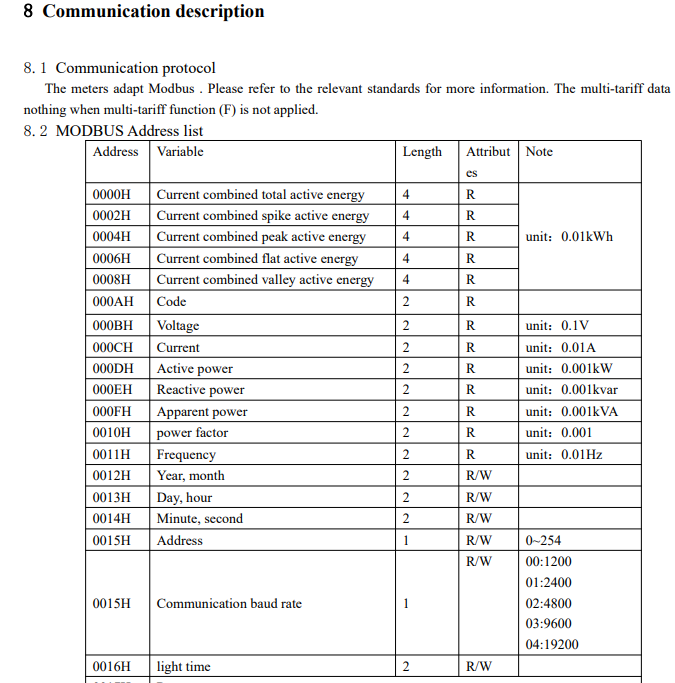 8 Communication description
8. 1 Communication protocol
The meters adapt Modbus . Please refer to the relevant standards for more information. The multi-tariff data
nothing when multi-tariff function (F) is not applied.
8. 2 MODBUS Address list
Address Variable Length Attribut es Note
0000H Current combined total active energy 4 R unit: 0.01kWh
0002H Current combined spike active energy 4 R
0004H Current combined peak active energy 4 R
0006H Current combined flat active energy 4 R
0008H Current combined valley active energy 4 R
000AH Code 2 R
000BH Voltage 2 R unit: 0.1V
000CH Current 2 R unit: 0.01A
000DH Active power 2 R unit: 0.001kW
000EH Reactive power 2 R unit: 0.001kvar
000FH Apparent power 2 R unit: 0.001kVA
0010H power factor 2 R unit: 0.001
0011H Frequency 2 R unit: 0.01Hz
0012H Year, month 2 R/W
0013H Day, hour 2 R/W
0014H Minute, second 2 R/W
0015H Address 1 R/W 0~254
0015H Communication baud rate 1 R/W 00:1200
01:2400
02:4800
03:9600
04:19200
0016H light time 2 R/W